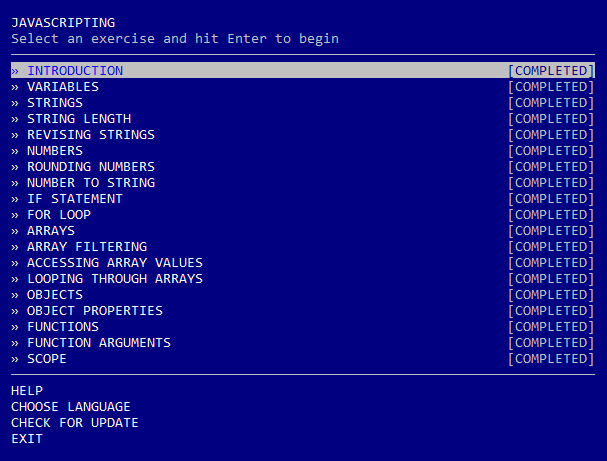 JAVASCRIPTING
Select an exercise and hit Enter to begin
» INTRODUCTION [COMPLETED]
» VARIABLES [COMPLETED]
» STRINGS [COMPLETED]
» STRING LENGTH [COMPLETED]
» REVISING STRINGS [COMPLETED]
» NUMBERS [COMPLETED]
» ROUNDING NUMBERS [COMPLETED]
» NUMBER TO STRING [COMPLETED]
» IF STATEMENT [COMPLETED]
» FOR LOOP [COMPLETED]
» ARRAYS [COMPLETED]
» ARRAY FILTERING [COMPLETED]
» ACCESSING ARRAY VALUES [COMPLETED]
» LOOPING THROUGH ARRAYS [COMPLETED]
» OBJECTS [COMPLETED]
» OBJECT PROPERTIES [COMPLETED]
» FUNCTIONS [COMPLETED]
» FUNCTION ARGUMENTS [COMPLETED]
» SCOPE [COMPLETED]
HELP
CHOOSE LANGUAGE
CHECK FOR UPDATE
EXIT